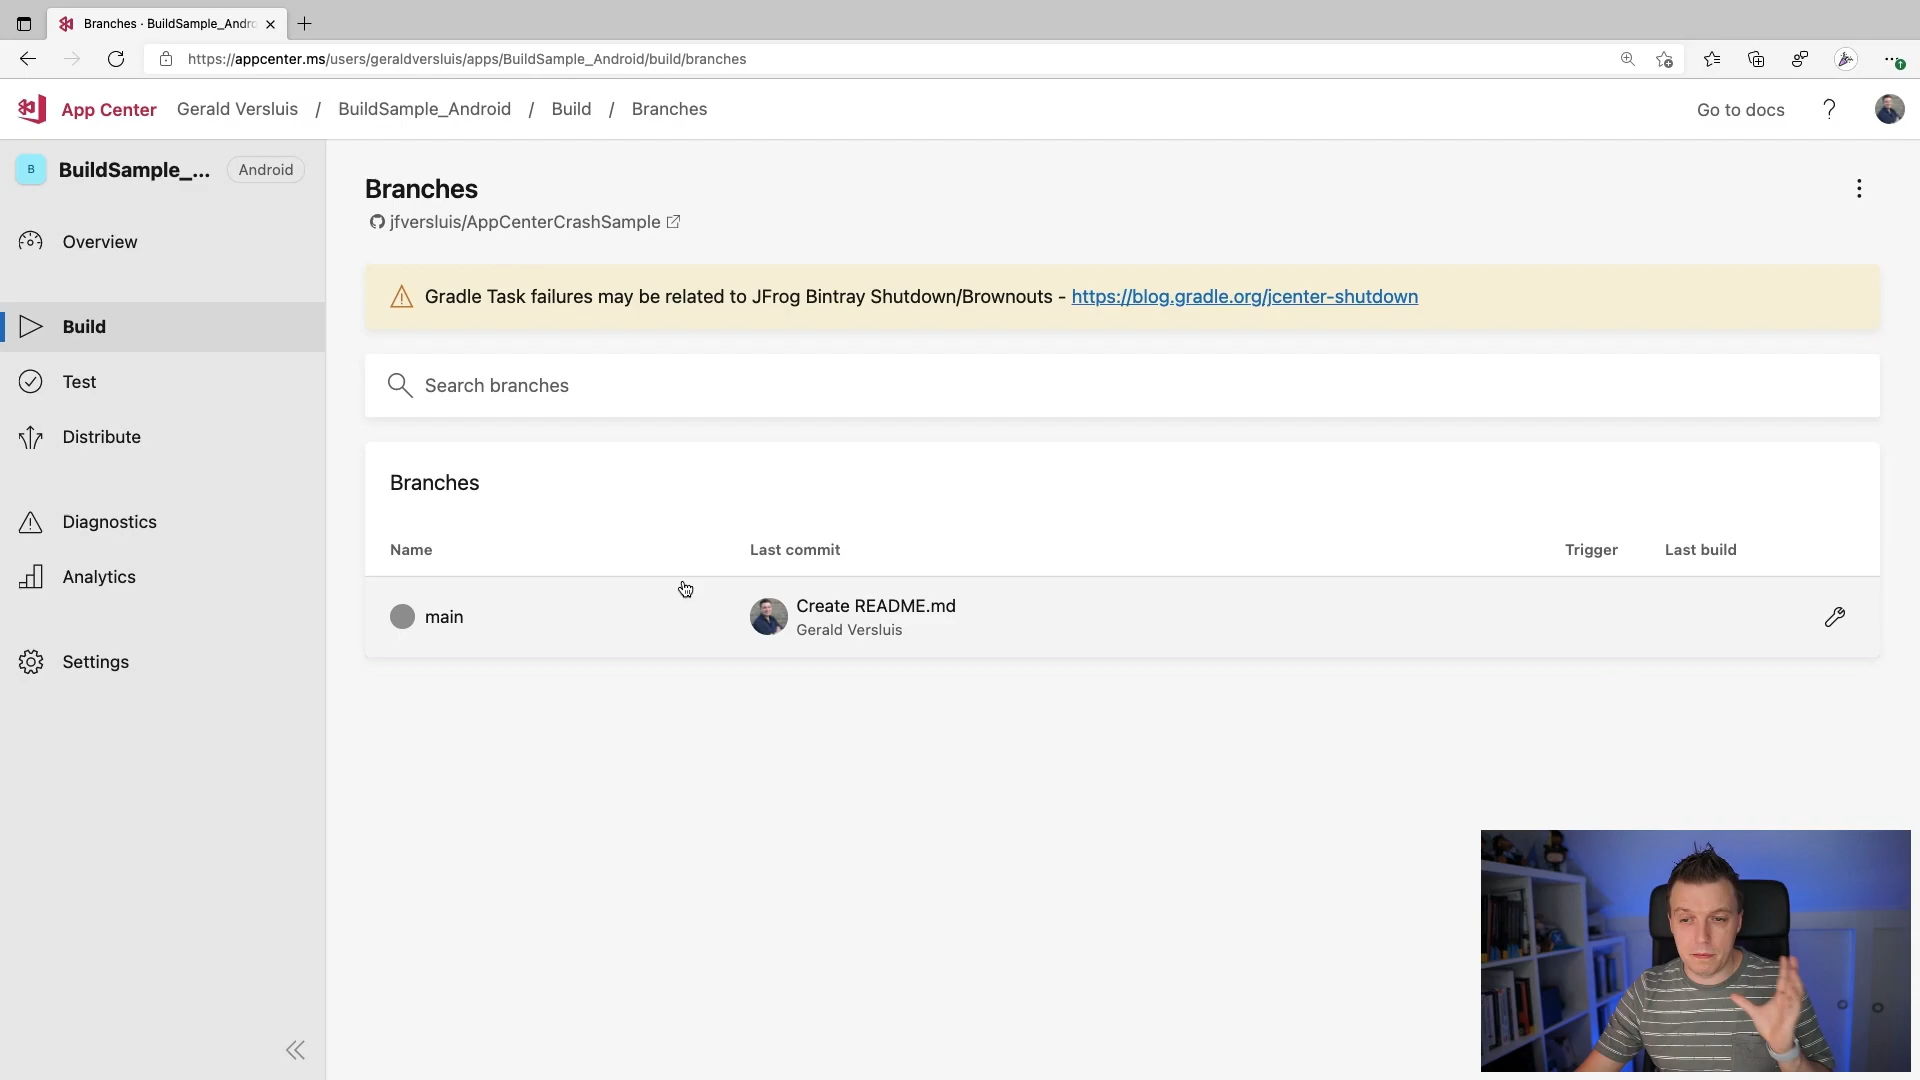 Branches · BuildSample_Andro
https://appcenter.ms/users/geraldversluis/apps/BuildSample_Android/build/branches
App Center
Gerald Versluis / BuildSample_Android / Build / Branches
Go to docs
?
B
BuildSample_...
Android
Overview
Build
Test
Distribute
Diagnostics
Analytics
Settings
Branches
jfversluis/AppCenterCrashSample
Gradle Task failures may be related to JFrog Bintray Shutdown/Brownouts - https://blog.gradle.org/jcenter-shutdown
Search branches
Branches
Name
Last commit
Trigger
Last build
main
Create README.md
Gerald Versluis